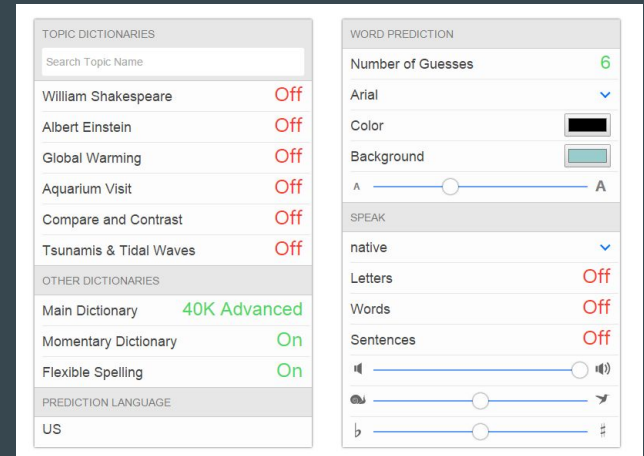 TOPIC DICTIONARIES
Search Topic Name
William Shakespeare Off
Albert Einstein Off
Global Warming Off
Aquarium Visit Off
Compare and Contrast Off
Tsunamis & Tidal Waves Off
OTHER DICTIONARIES
Main Dictionary 40K Advanced
Momentary Dictionary On
Flexible Spelling On
PREDICTION LANGUAGE
US
WORD PREDICTION
Number of Guesses 6
Arial
Color
Background
A A
SPEAK
native
Letters Off
Words Off
Sentences Off
♭ ♯